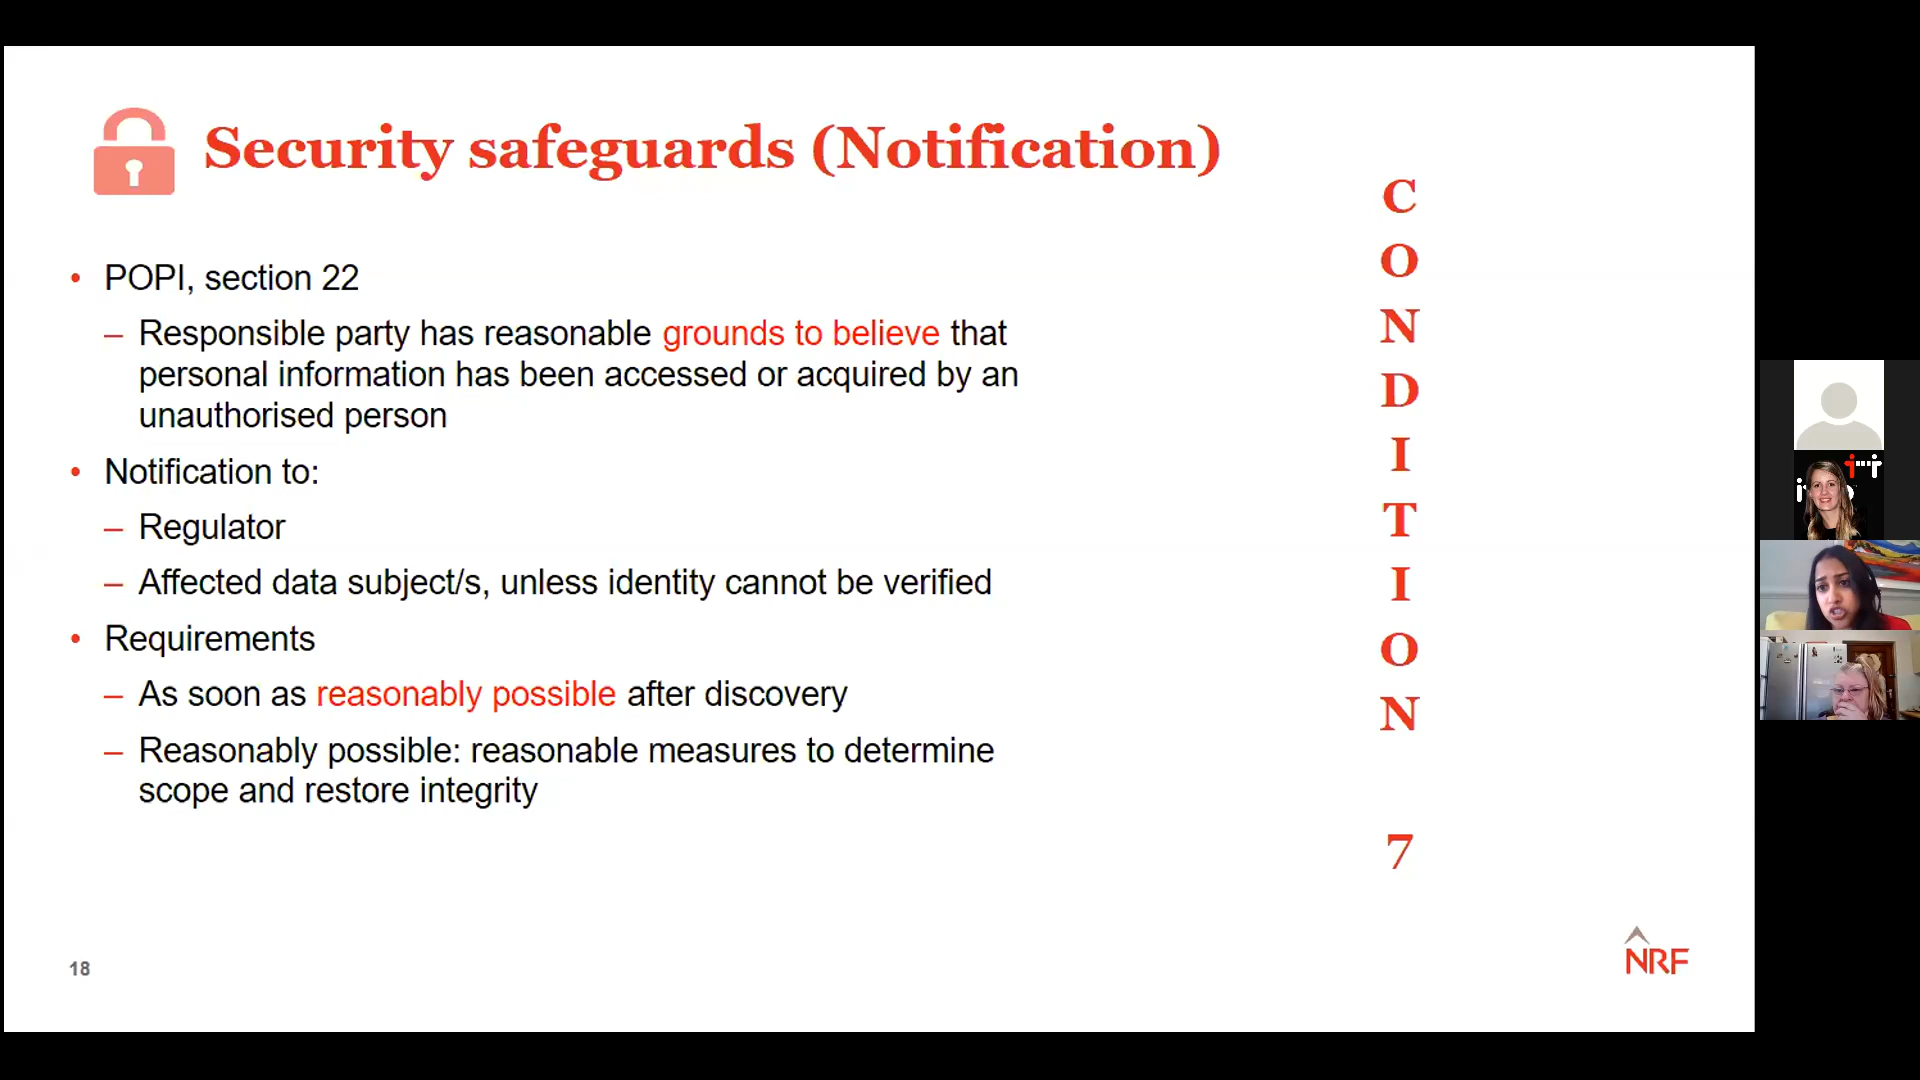 Security safeguards (Notification)
• POPI, section 22
– Responsible party has reasonable grounds to believe that
personal information has been accessed or acquired by an
unauthorised person
• Notification to:
– Regulator
– Affected data subject/s, unless identity cannot be verified
• Requirements
– As soon as reasonably possible after discovery
– Reasonably possible: reasonable measures to determine
scope and restore integrity
C
O
N
D
I
T
I
O
N
7
18
NRF